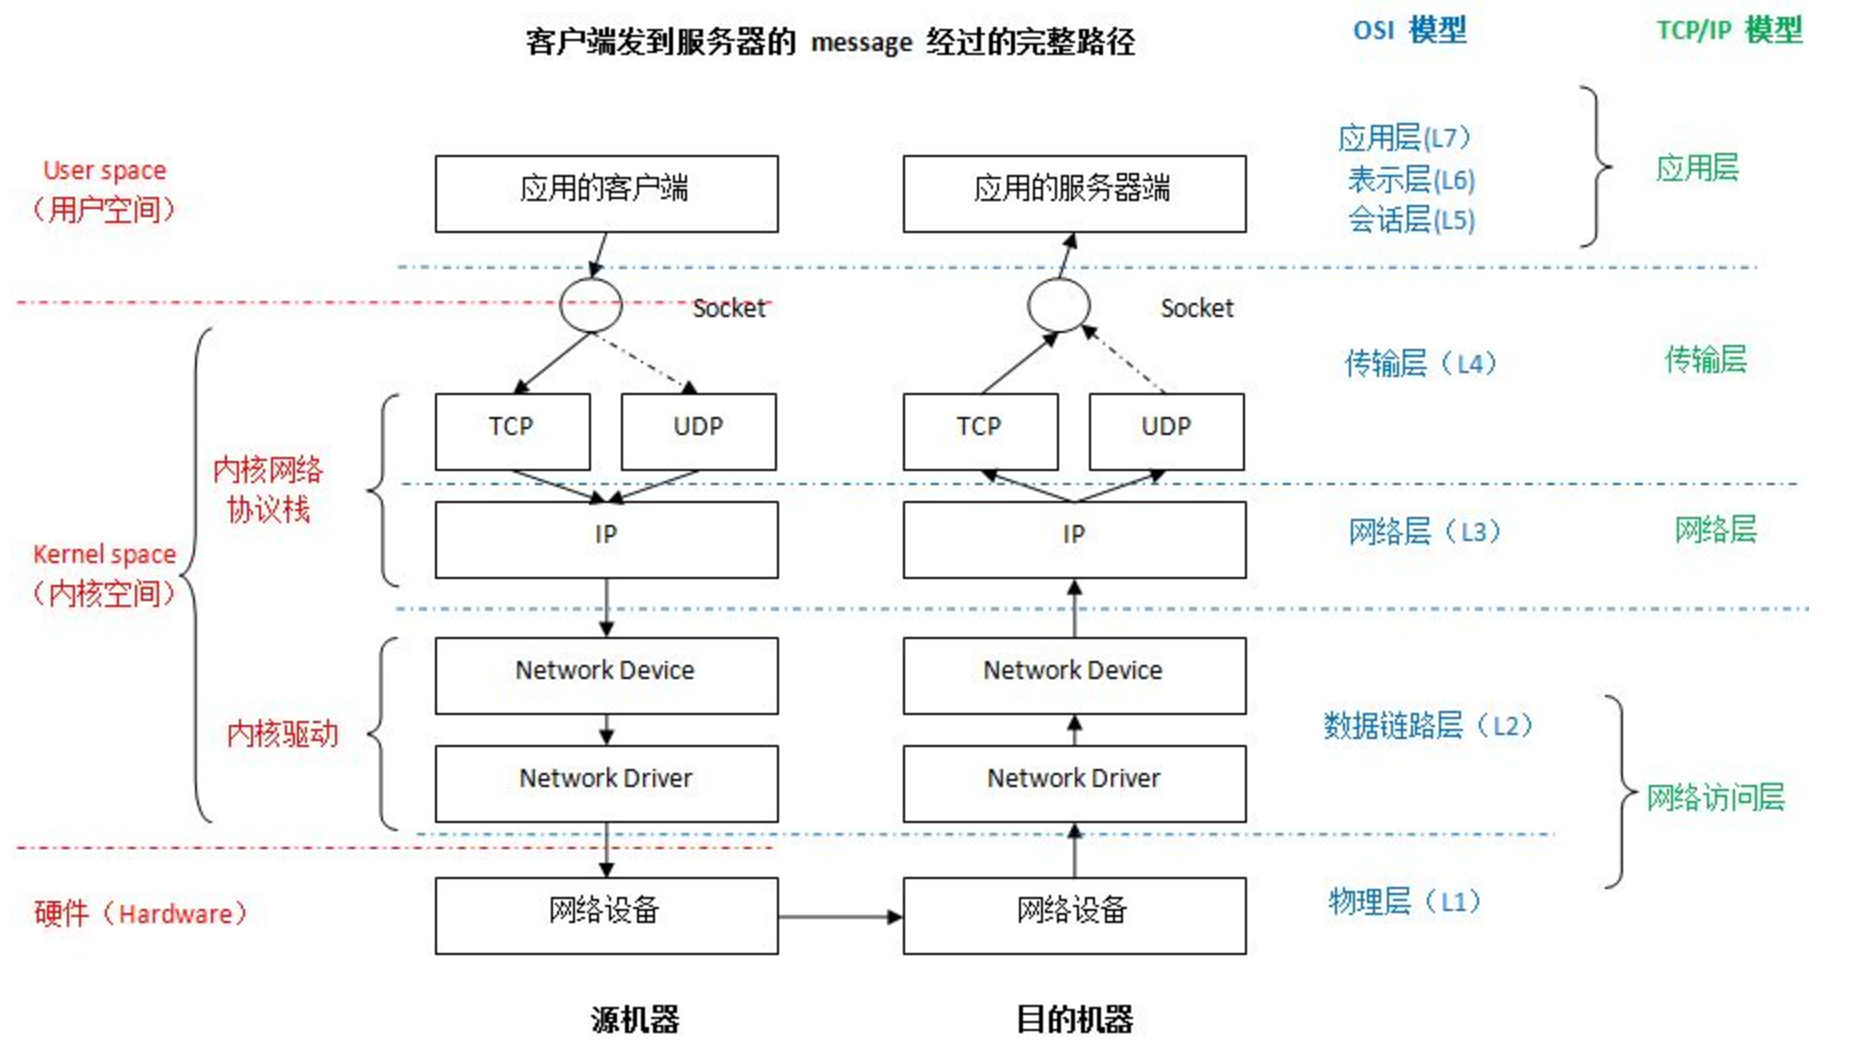 客户端发到服务器的 message 经过的完整路径
OSI 模型
TCP/IP 模型
User space
（用户空间）
应用的客户端
应用的服务器端
应用层(L7)
表示层(L6)
会话层(L5)
应用层
Socket
Socket
传输层（L4）
传输层
TCP
UDP
TCP
UDP
内核网络
协议栈
IP
IP
网络层（L3）
网络层
Kernel space
（内核空间）
Network Device
Network Device
内核驱动
数据链路层（L2）
Network Driver
Network Driver
网络访问层
硬件（Hardware）
网络设备
网络设备
物理层（L1）
源机器
目的机器